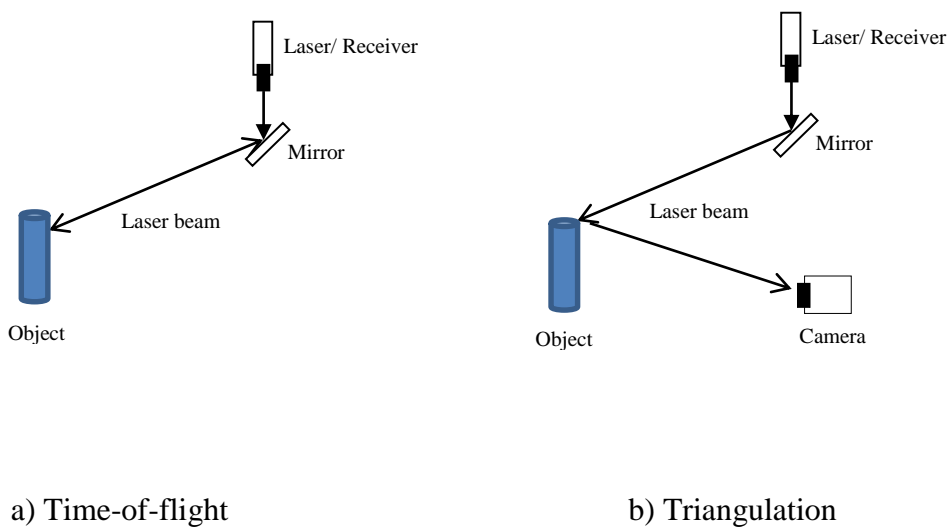 Laser/ Receiver
Mirror
Laser beam
Object
a) Time-of-flight
Laser/ Receiver
Mirror
Laser beam
Object
Camera
b) Triangulation